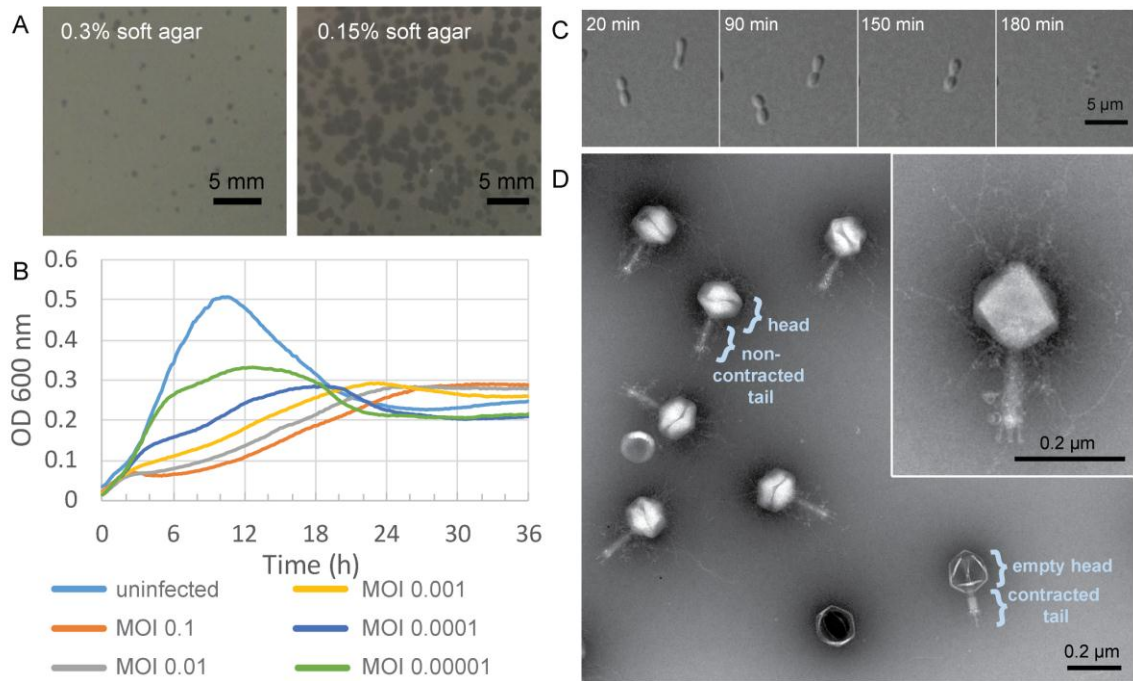 A
0.3% soft agar
5 mm
0.15% soft agar
5 mm
B
OD 600 nm
0.6
0.5
0.4
0.3
0.2
0.1
0
0 6 12 18 24 30 36
Time (h)
uninfected
MOI 0.1
MOI 0.01
MOI 0.001
MOI 0.0001
MOI 0.00001
C
20 min
90 min
150 min
180 min
5 µm
D
head
non-
contracted
tail
0.2 µm
empty head
contracted
tail
0.2 µm